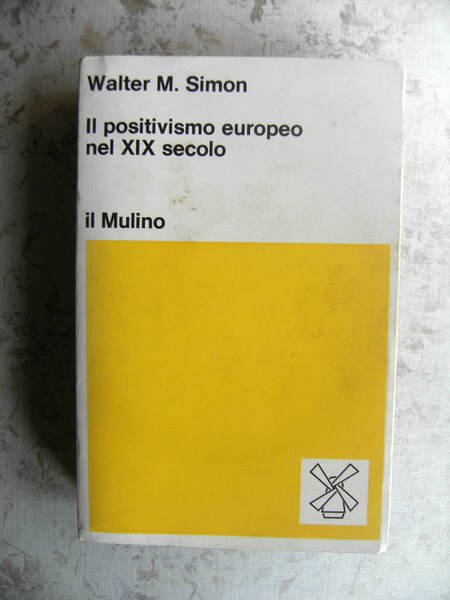 Walter M. Simon
Il positivismo europeo
nel XIX secolo
il Mulino